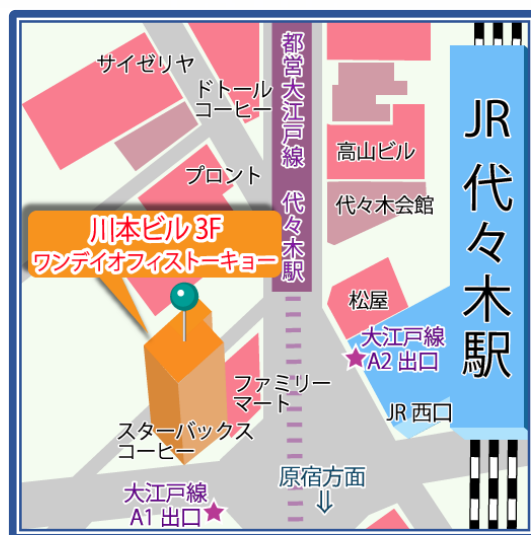 サイゼリヤ
ドトール
コーヒー
都営大江戸線 代々木駅
JR 代々木駅
高山ビル
プロント
代々木会館
川本ビル 3F
ワンデイオフィストーキョー
松屋
大江戸線
A2 出口
ファミリー
マート
JR 西口
スターバックス
コーヒー
大江戸線
A1 出口
原宿方面
⇓